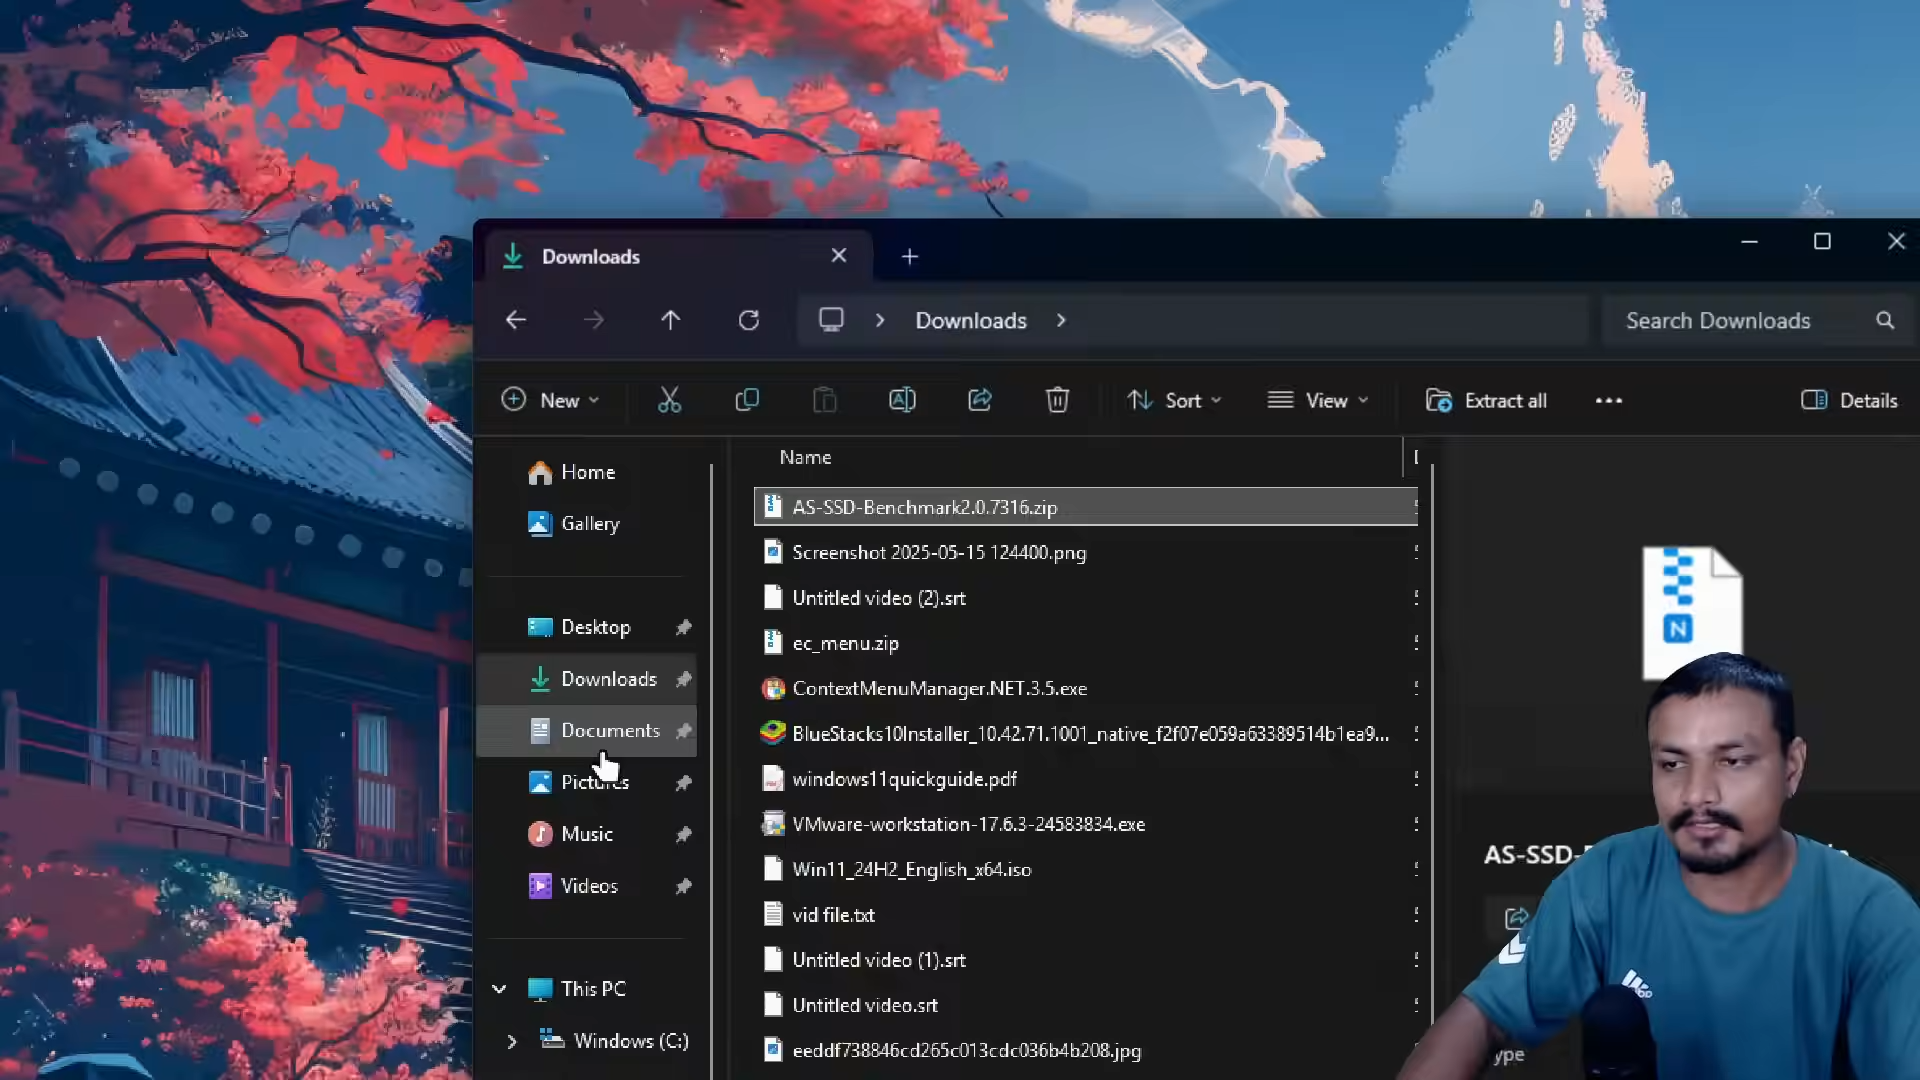 Downloads
Downloads
Search Downloads
New
Sort
View
Extract all
Details
Home
Gallery
Desktop
Downloads
Documents
Pictures
Music
Videos
This PC
Windows (C:)
Name
AS-SSD-Benchmark2.0.7316.zip
Screenshot 2025-05-15 124400.png
Untitled video (2).srt
ec_menu.zip
ContextMenuManager.NET.3.5.exe
BlueStacks10Installer_10.42.71.1001_native_f2f07e059a63389514b1ea9...
windows11quickguide.pdf
VMware-workstation-17.6.3-24583834.exe
Win11_24H2_English_x64.iso
vid file.txt
Untitled video (1).srt
Untitled video.srt
eeddf738846cd265c013cdc036b4b208.jpg
N
AS-SSD-